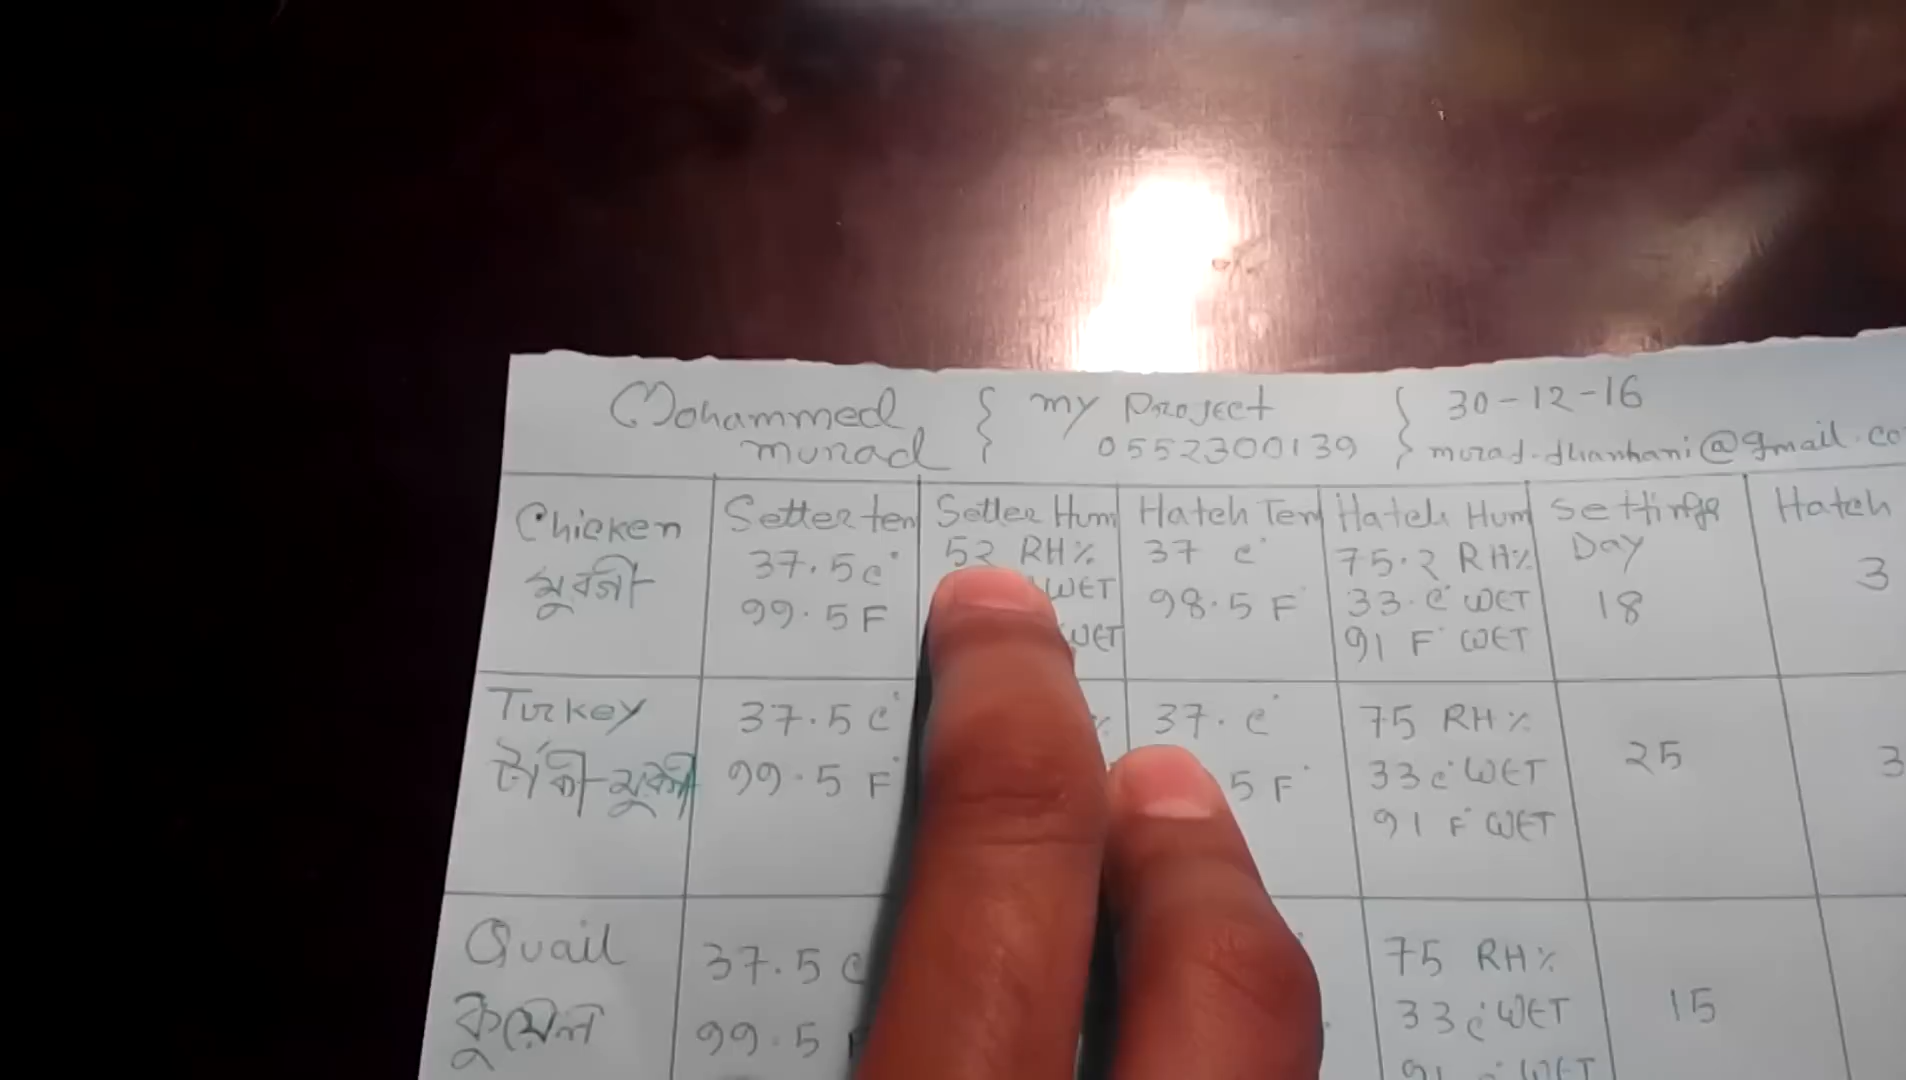 Mohammed { my Project } 30-12-16
murad { 0552300139 } murad.dhanhani@gmail.co
Chicken Setter tem Setter Hum Hatch Tem Hatch Hum Settings Hatch
মুরগী 37.5 c° 52 RH% 37 c° 75.2 RH% Day 3
99.5 F WET 98.5 F° 33.c° WET 18
WET 91 F° WET
Turkey 37.5 c° % 37.c° 75 RH% 25 3
টার্কী মুরগী 99.5 F° 5 F° 33 c° WET
91 F° WET
Quail 37.5 c 75 RH% 15
কুয়েল 99.5 F 33 c° WET